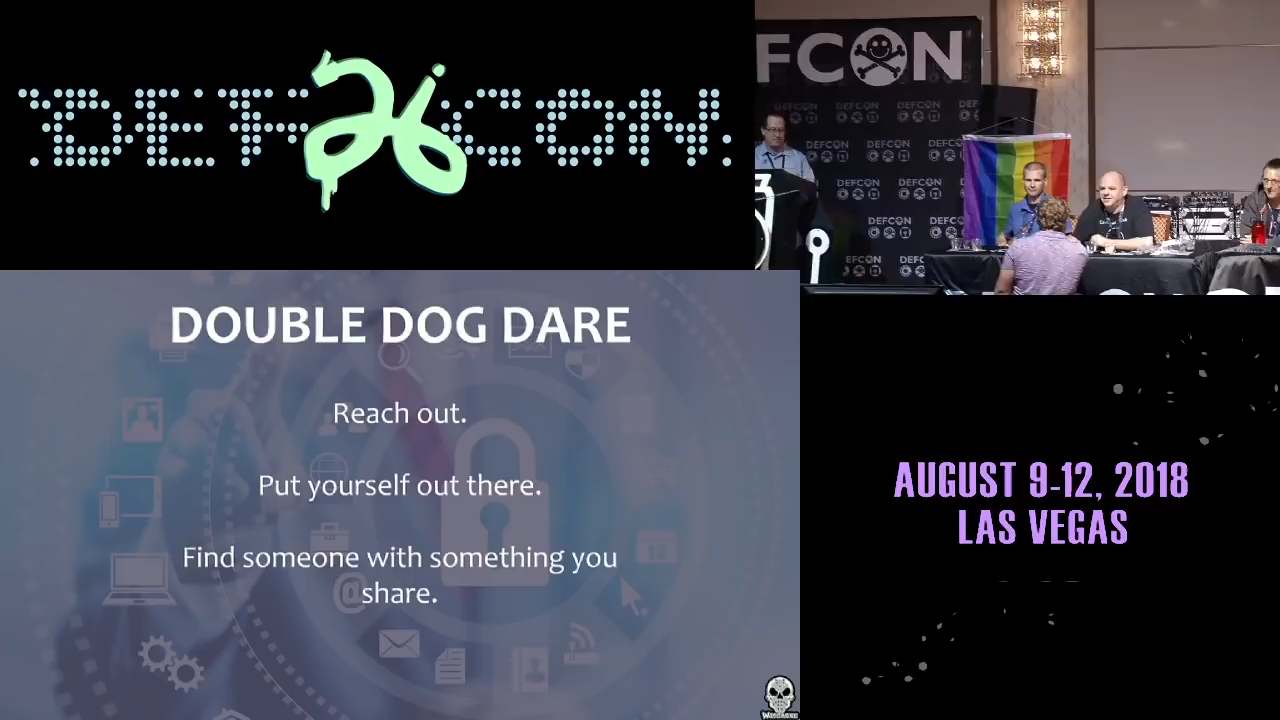 DEF CON
26
DEFCON
DOUBLE DOG DARE
Reach out.
Put yourself out there.
Find someone with something you
share.
AUGUST 9-12, 2018
LAS VEGAS